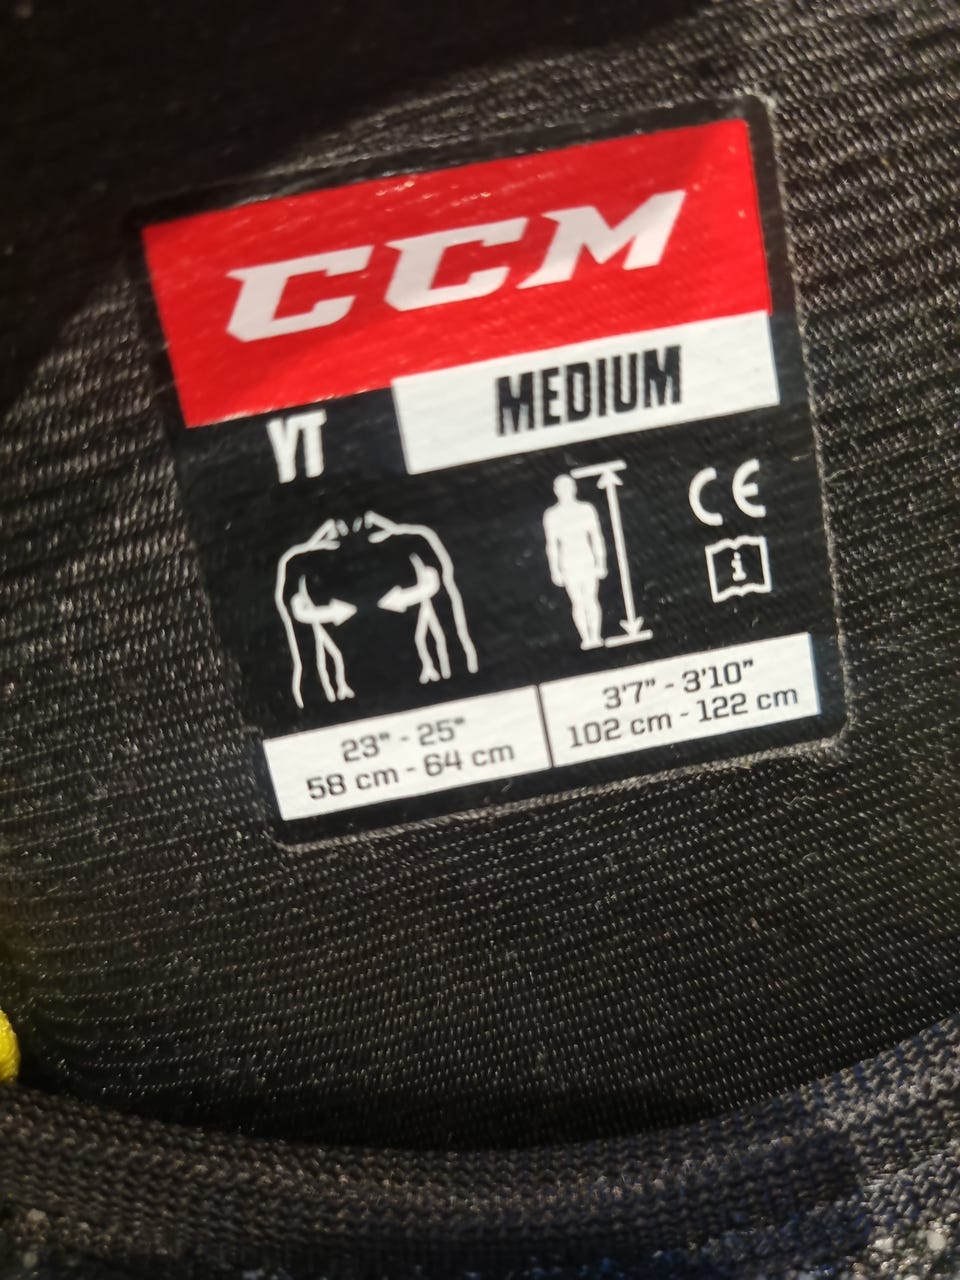 CCM
YT MEDIUM
CE
i
23" - 25"
58 cm - 64 cm
3'7" - 3'10"
102 cm - 122 cm